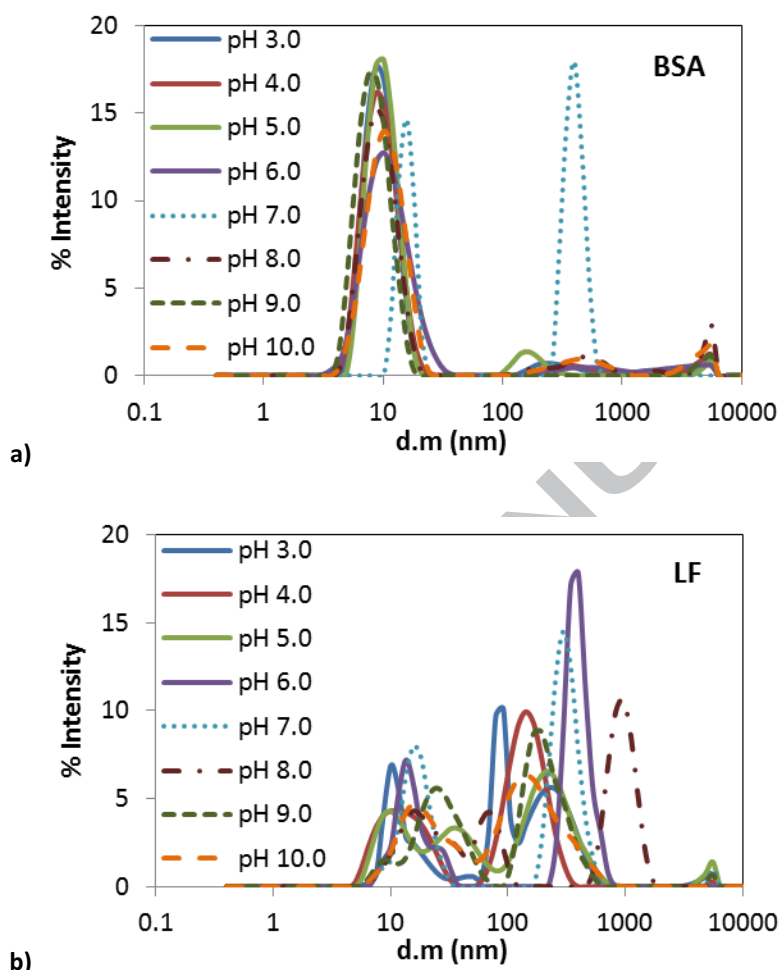 20
15
10
5
0
% Intensity
pH 3.0
pH 4.0
pH 5.0
pH 6.0
pH 7.0
pH 8.0
pH 9.0
pH 10.0
BSA
0.1 1 10 100 1000 10000
d.m (nm)
a)
20
15
10
5
0
% Intensity
pH 3.0
pH 4.0
pH 5.0
pH 6.0
pH 7.0
pH 8.0
pH 9.0
pH 10.0
LF
0.1 1 10 100 1000 10000
d.m (nm)
b)